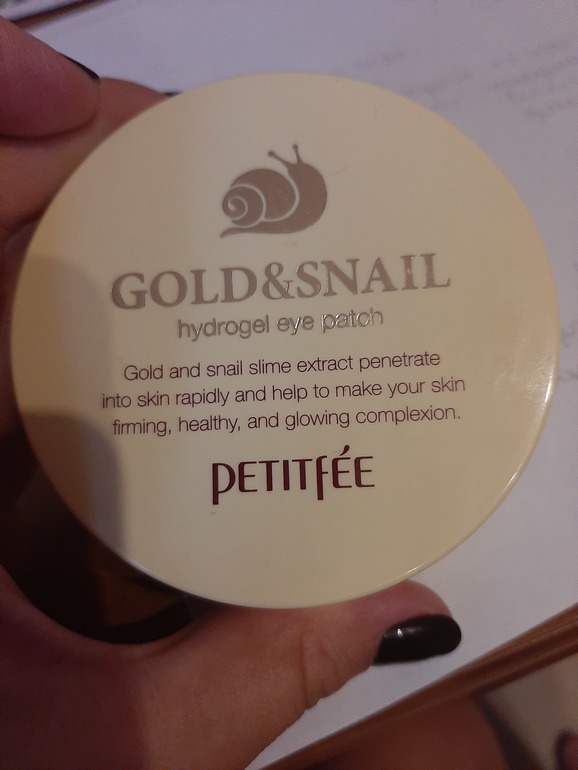 GOLD&SNAIL
hydrogel eye patch
Gold and snail slime extract penetrate
into skin rapidly and help to make your skin
firming, healthy, and glowing complexion.
PETITFÉE